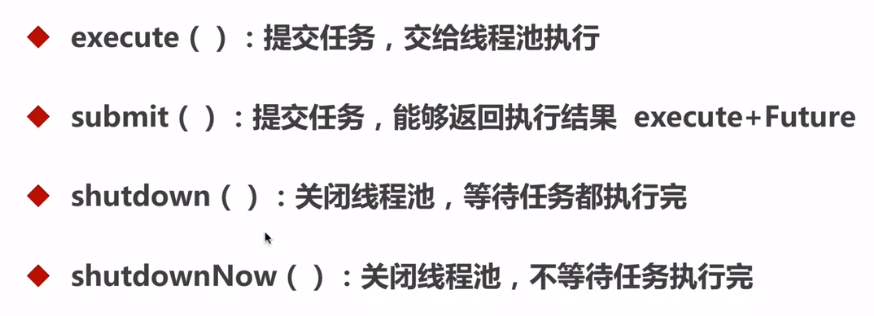 execute（）：提交任务，交给线程池执行
submit（）：提交任务，能够返回执行结果 execute+Future
shutdown（）：关闭线程池，等待任务都执行完
shutdownNow（）：关闭线程池，不等待任务执行完